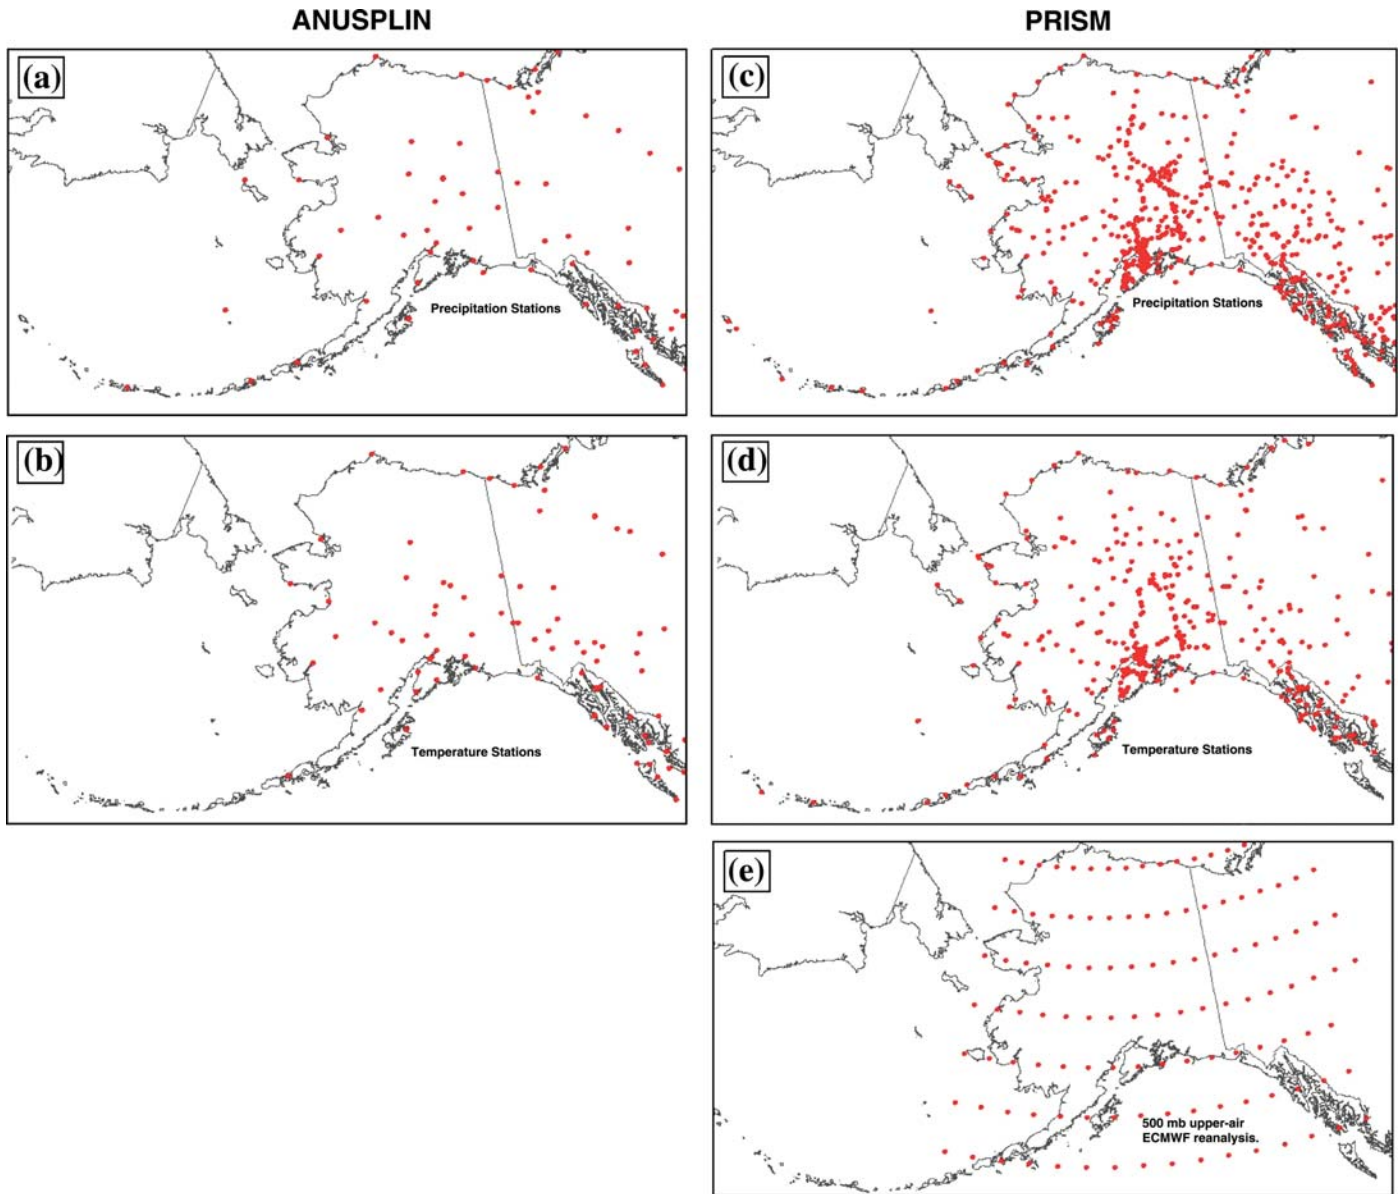 ANUSPLIN
PRISM
(a)
Precipitation Stations
(c)
Precipitation Stations
(b)
Temperature Stations
(d)
Temperature Stations
(e)
500 mb upper-air
ECMWF reanalysis.